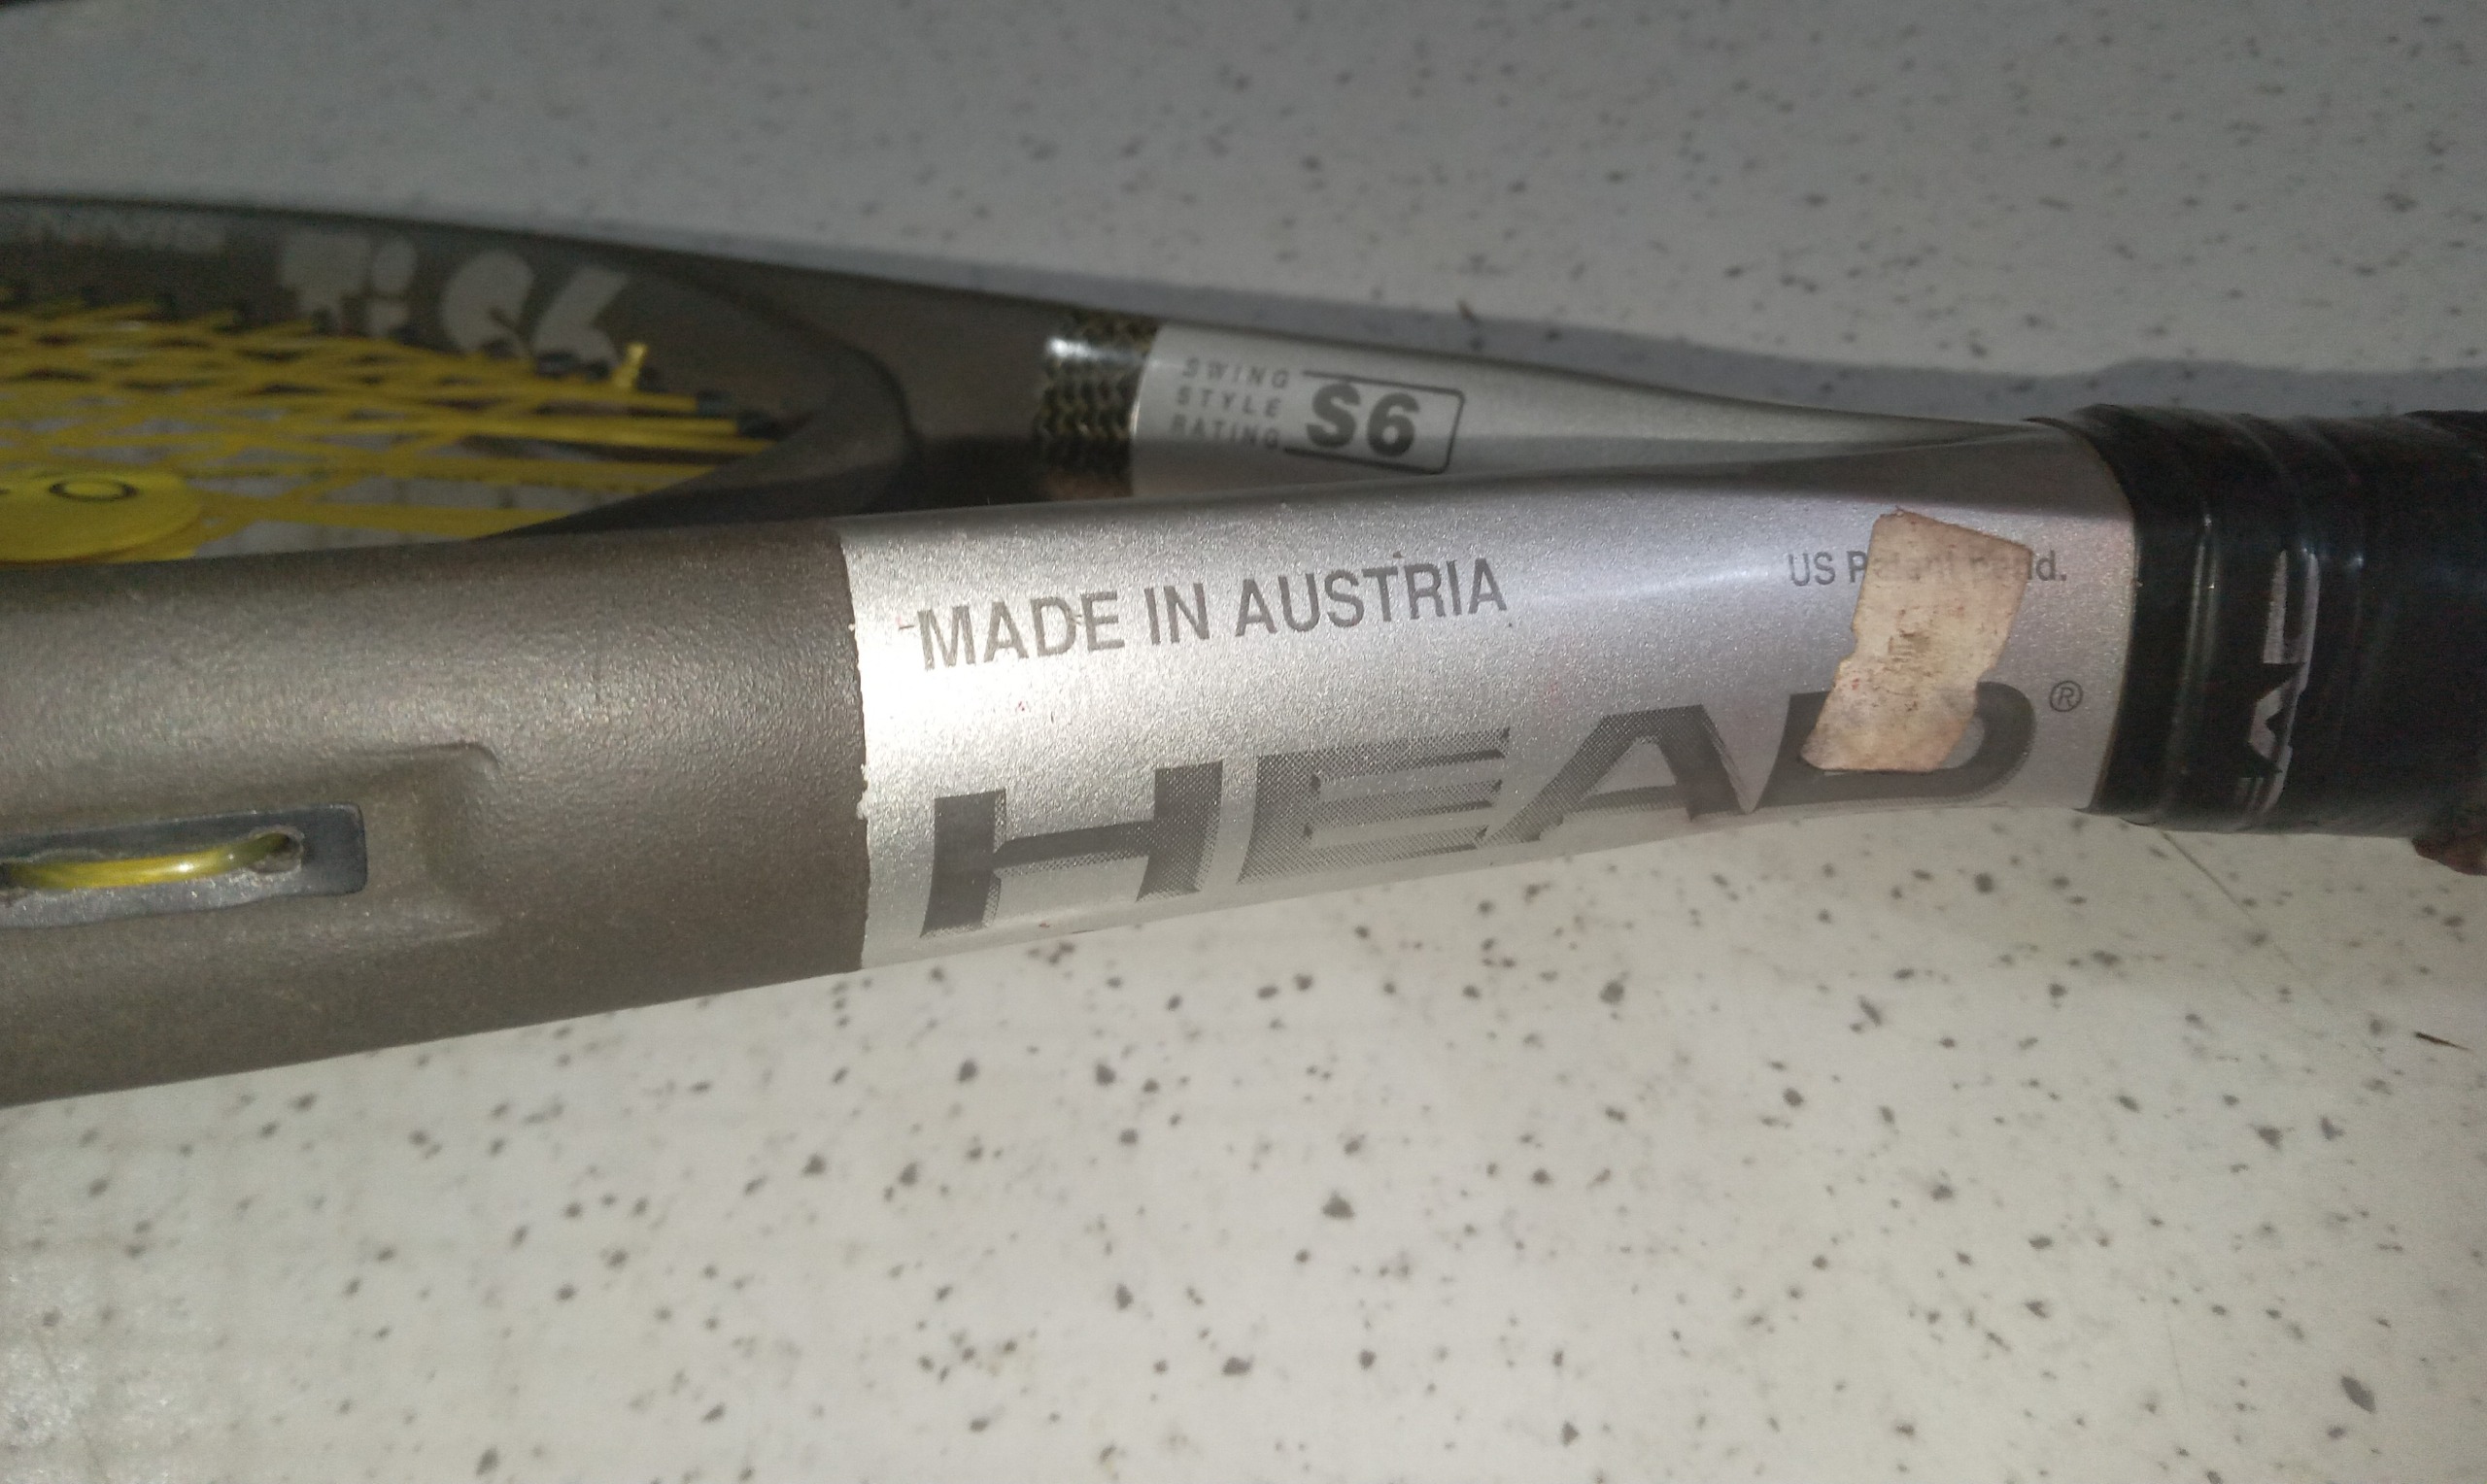 Ti.S6
SWING
STYLE
RATING
S6
MADE IN AUSTRIA
US
HEAD®